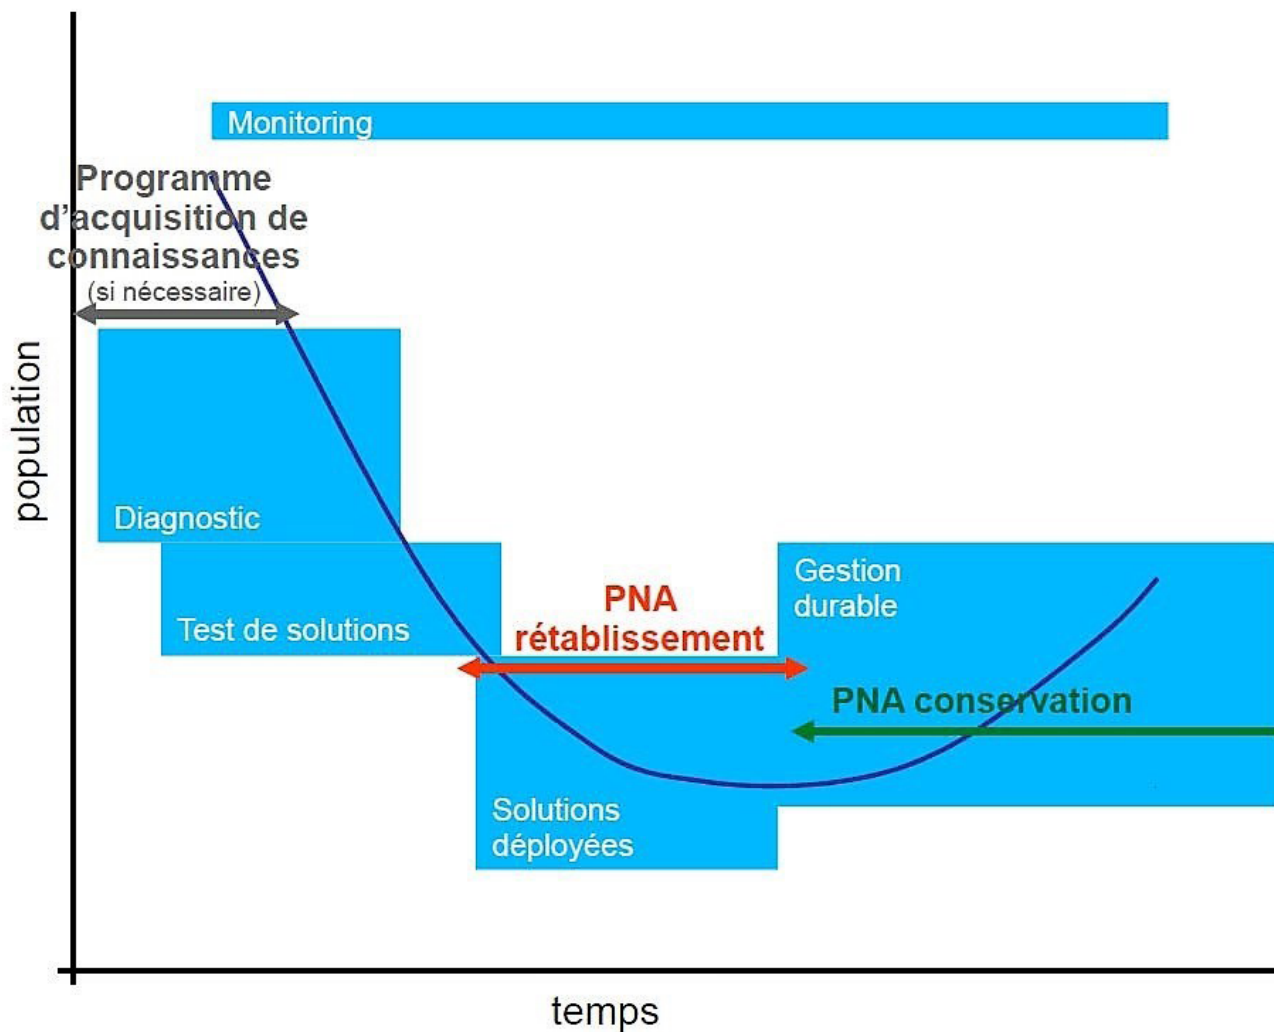 Monitoring
Programme
d'acquisition de
connaissances
(si nécessaire)
population
Diagnostic
Test de solutions
PNA
rétablissement
Gestion
durable
PNA conservation
Solutions
déployées
temps